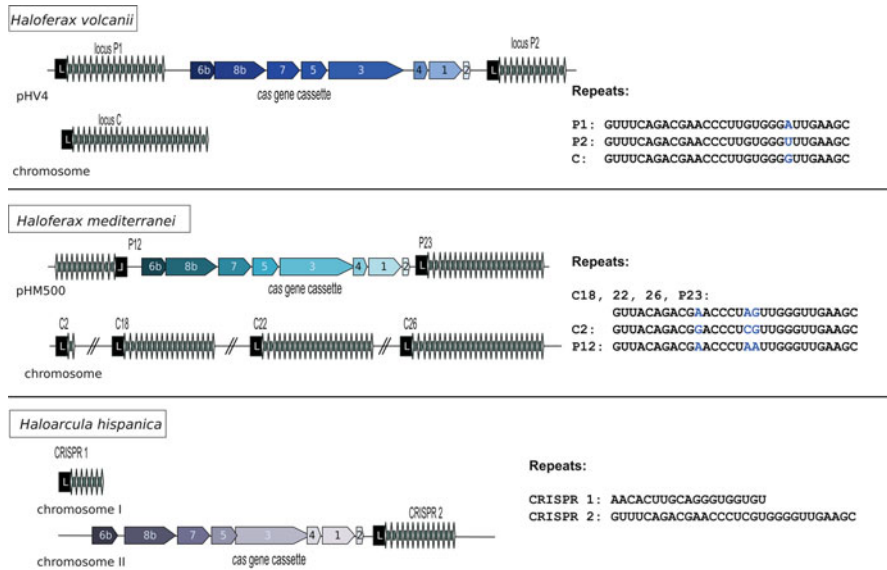 Haloferax volcanii
locus P1
locus P2
L 6b 8b 7 5 3 4 1 2 L
cas gene cassette
pHV4
locus C
L
chromosome
Repeats:
P1: GUUUCAGACGAACCCUUGUGGGAUUGAAGC
P2: GUUUCAGACGAACCCUUGUGGGUUUGAAGC
C: GUUUCAGACGAACCCUUGUGGGGUUGAAGC
Haloferax mediterranei
P12
P23
L 6b 8b 7 5 3 4 1 2 L
cas gene cassette
pHM500
C2 C18 C22 C26
L // L // L // L
chromosome
Repeats:
C18, 22, 26, P23:
GUUACAGACGAACCCUAGUUGGGUUGAAGC
C2: GUUACAGACGGACCCUCGUUGGGUUGAAGC
P12: GUUACAGACGAACCCUAAUUGGGUUGAAGC
Haloarcula hispanica
CRISPR 1
L
chromosome I
CRISPR 2
6b 8b 7 5 3 4 1 2 L
cas gene cassette
chromosome II
Repeats:
CRISPR 1: AACACUUGCAGGGUGGUGU
CRISPR 2: GUUUCAGACGAACCCUCGUGGGGUUGAAGC